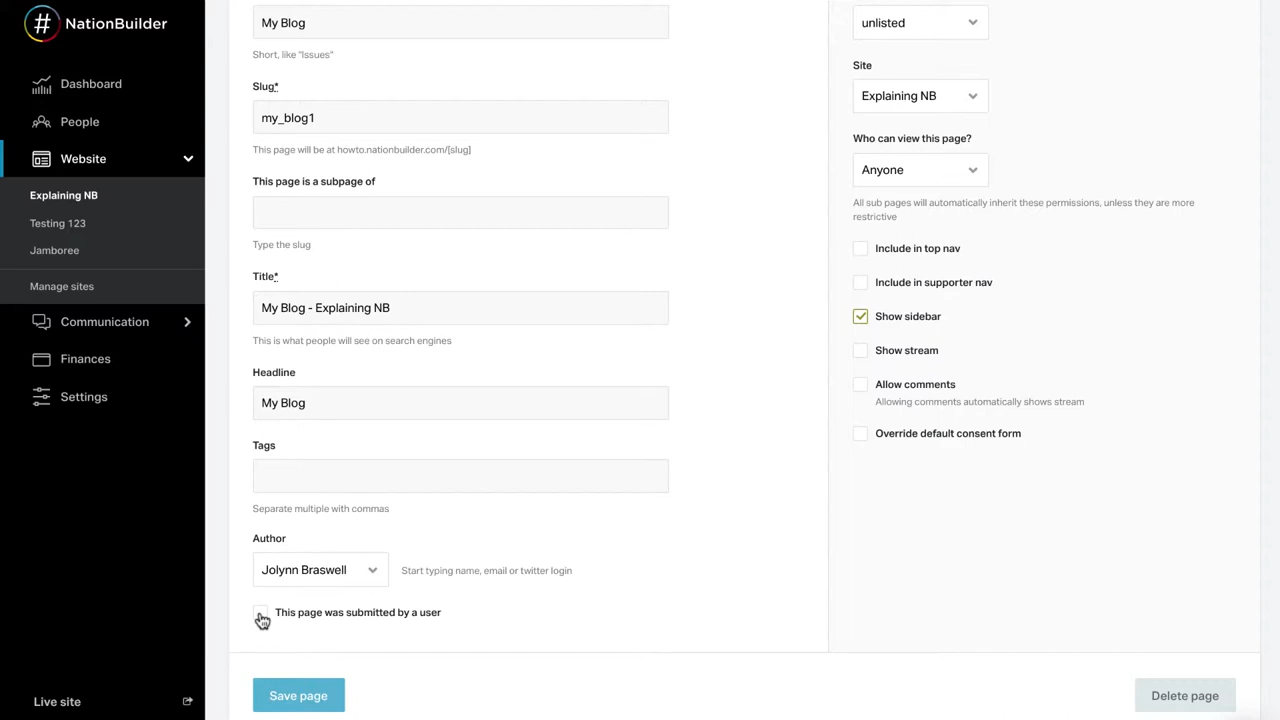 # NationBuilder
Dashboard
People
Website
Explaining NB
Testing 123
Jamboree
Manage sites
Communication
Finances
Settings
Live site
My Blog
Short, like "Issues"
Slug*
my_blog1
This page will be at howto.nationbuilder.com/[slug]
This page is a subpage of
Type the slug
Title*
My Blog - Explaining NB
This is what people will see on search engines
Headline
My Blog
Tags
Separate multiple with commas
Author
Jolynn Braswell
Start typing name, email or twitter login
This page was submitted by a user
Save page
unlisted
Site
Explaining NB
Who can view this page?
Anyone
All sub pages will automatically inherit these permissions, unless they are more
restrictive
Include in top nav
Include in supporter nav
Show sidebar
Show stream
Allow comments
Allowing comments automatically shows stream
Override default consent form
Delete page